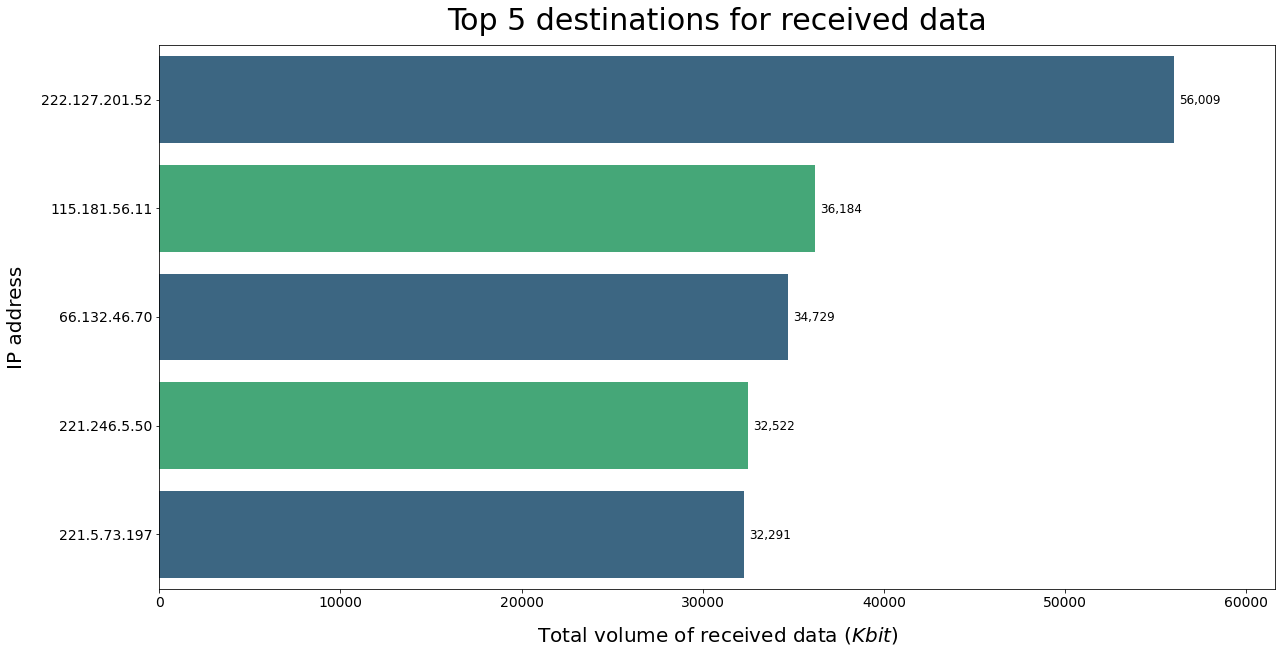 Top 5 destinations for received data
IP address
222.127.201.52
56,009
115.181.56.11
36,184
66.132.46.70
34,729
221.246.5.50
32,522
221.5.73.197
32,291
0 10000 20000 30000 40000 50000 60000
Total volume of received data (Kbit)